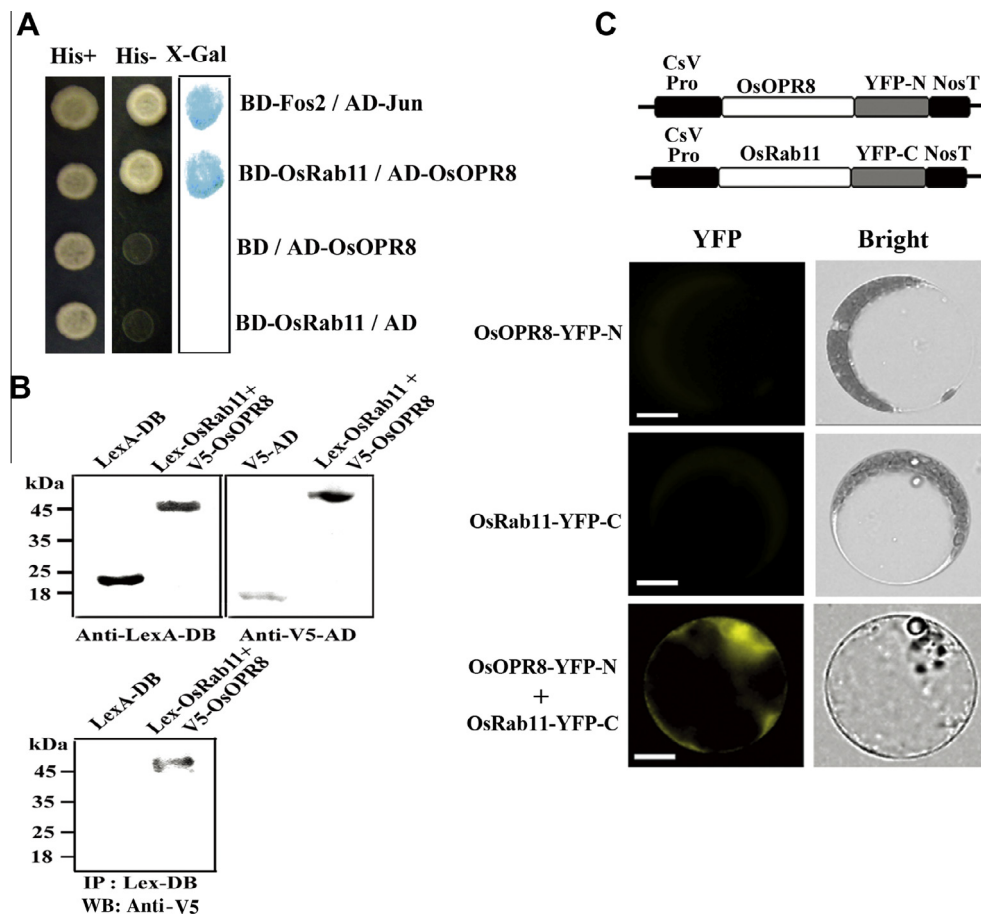 A
His+ His- X-Gal
BD-Fos2 / AD-Jun
BD-OsRab11 / AD-OsOPR8
BD / AD-OsOPR8
BD-OsRab11 / AD
B
LexA-DB
Lex-OsRab11+
V5-OsOPR8
V5-AD
Lex-OsRab11+
V5-OsOPR8
kDa
45
35
25
18
Anti-LexA-DB Anti-V5-AD
LexA-DB
Lex-OsRab11+
V5-OsOPR8
kDa
45
35
25
18
IP : Lex-DB
WB: Anti-V5
C
CsV
Pro OsOPR8 YFP-N NosT
CsV
Pro OsRab11 YFP-C NosT
YFP Bright
OsOPR8-YFP-N
OsRab11-YFP-C
OsOPR8-YFP-N
+
OsRab11-YFP-C